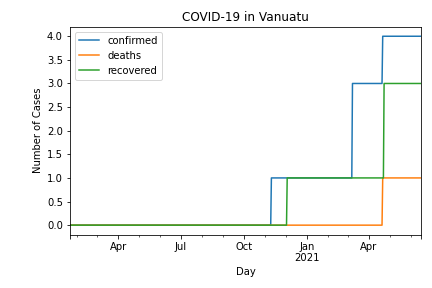 COVID-19 in Vanuatu
confirmed
deaths
recovered
Number of Cases
4.0
3.5
3.0
2.5
2.0
1.5
1.0
0.5
0.0
Apr
Jul
Oct
Jan
2021
Apr
Day